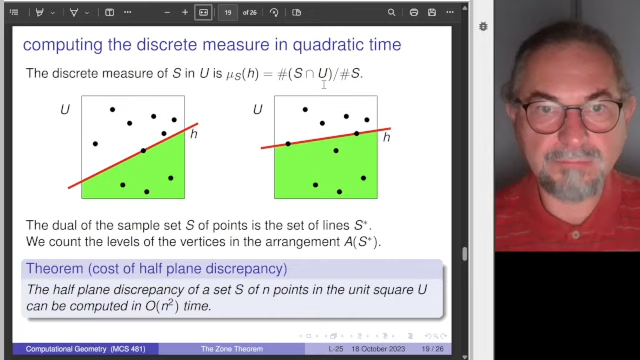 19 of 26
computing the discrete measure in quadratic time
The discrete measure of S in U is μ_S(h) = #(S ∩ U)/#S.
U
h
U
h
The dual of the sample set S of points is the set of lines S*.
We count the levels of the vertices in the arrangement A(S*).
Theorem (cost of half plane discrepancy)
The half plane discrepancy of a set S of n points in the unit square U
can be computed in O(n²) time.
Computational Geometry (MCS 481) The Zone Theorem L-25 18 October 2023 19 / 26